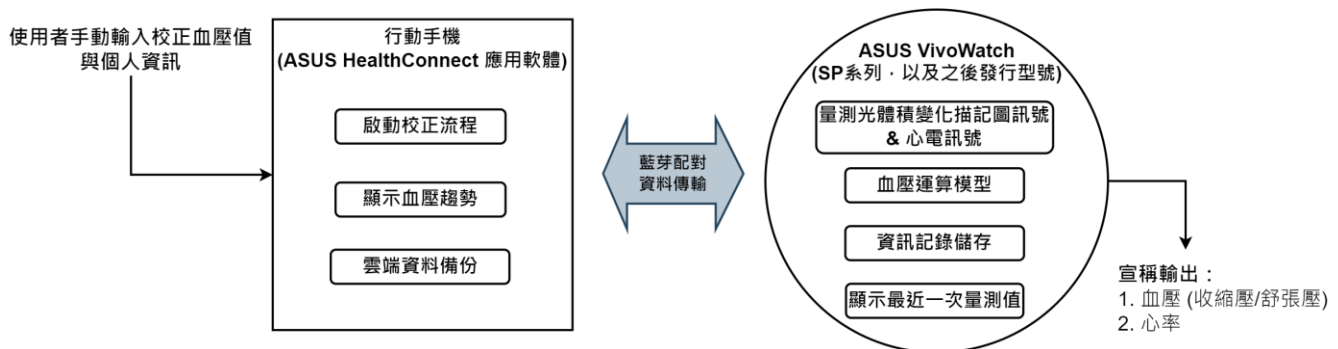 使用者手動輸入校正血壓值
與個人資訊
行動手機
(ASUS HealthConnect 應用軟體)
啟動校正流程
顯示血壓趨勢
雲端資料備份
藍芽配對
資料傳輸
ASUS VivoWatch
(SP系列，以及之後發行型號)
量測光體積變化描記圖訊號
& 心電訊號
血壓運算模型
資訊記錄儲存
顯示最近一次量測值
宣稱輸出：
1. 血壓 (收縮壓/舒張壓)
2. 心率